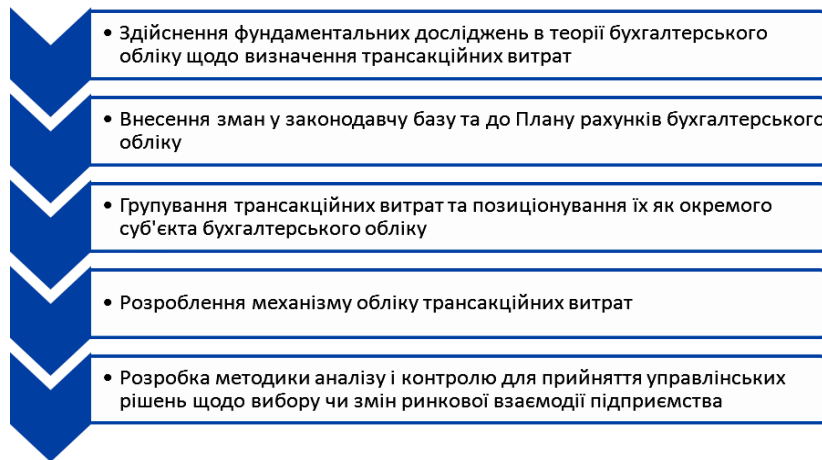 • Здійснення фундаментальних досліджень в теорії бухгалтерського
обліку щодо визначення трансакційних витрат
• Внесення зман у законодавчу базу та до Плану рахунків бухгалтерського
обліку
• Групування трансакційних витрат та позиціонування їх як окремого
суб'єкта бухгалтерського обліку
• Розроблення механізму обліку трансакційних витрат
• Розробка методики аналізу і контролю для прийняття управлінських
рішень щодо вибору чи змін ринкової взаємодії підприємства